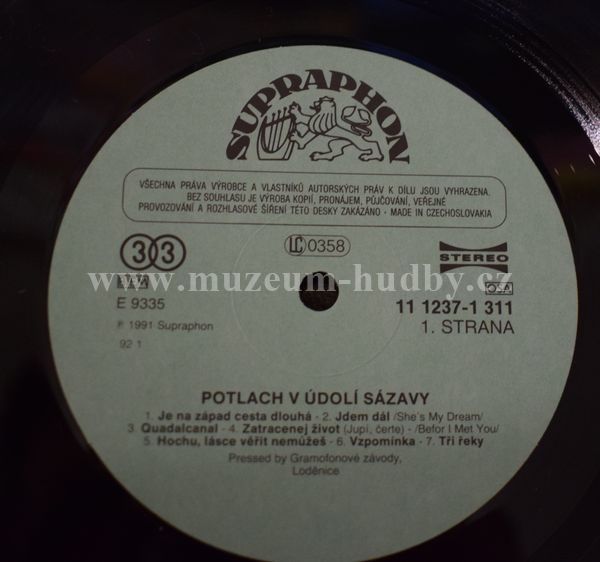 SUPRAPHON
VŠECHNA PRÁVA VÝROBCE A VLASTNÍKŮ AUTORSKÝCH PRÁV K DÍLU JSOU VYHRAZENA.
BEZ SOUHLASU JE VÝROBA KOPIÍ, PRONÁJEM, PŮJČOVÁNÍ, VEŘEJNÉ
PROVOZOVÁNÍ A ROZHLASOVÉ ŠÍŘENÍ TÉTO DESKY ZAKÁZÁNO - MADE IN CZECHOSLOVAKIA
33 LC 0358 STEREO
www.muzeum-hudby.cz
OSA
E 9335 11 1237-1 311
℗ 1991 Supraphon 1. STRANA
92 1
POTLACH V ÚDOLÍ SÁZAVY
1. Je na západ cesta dlouhá - 2. Jdem dál /She's My Dream/
3. Quadalcanal - 4. Zatracenej život (Jupí, čerte) - /Befor I Met You/
5. Hochu, lásce věřit nemúžeš - 6. Vzpomínka - 7. Tři řeky
Pressed by Gramofonové závody,
Loděnice